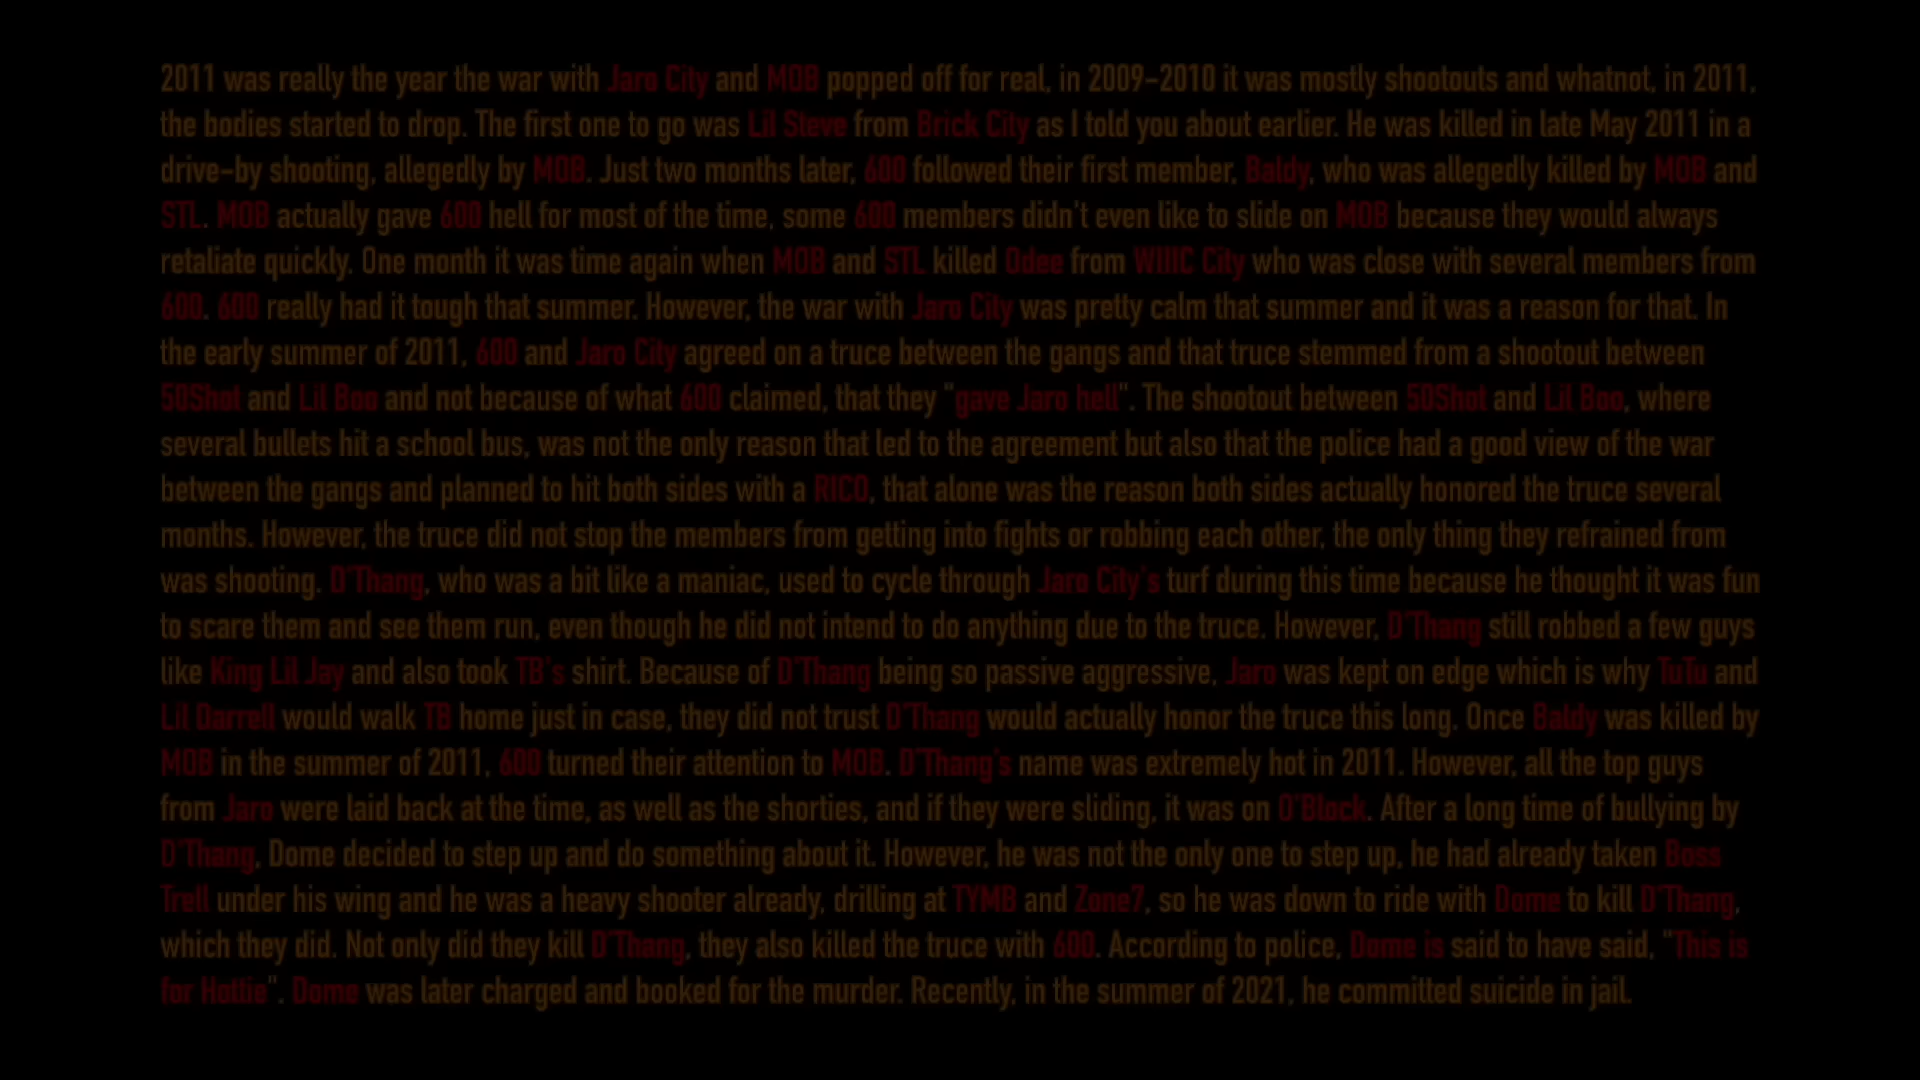 2011 was really the year the war with Jaro City and MOB popped off for real, in 2009-2010 it was mostly shootouts and whatnot, in 2011,
the bodies started to drop. The first one to go was Lil Steve from Brick City as I told you about earlier. He was killed in late May 2011 in a
drive-by shooting, allegedly by MOB. Just two months later, 600 followed their first member, Baldy, who was allegedly killed by MOB and
STL. MOB actually gave 600 hell for most of the time, some 600 members didn't even like to slide on MOB because they would always
retaliate quickly. One month it was time again when MOB and STL killed Odee from WIIIC City who was close with several members from
600. 600 really had it tough that summer. However, the war with Jaro City was pretty calm that summer and it was a reason for that. In
the early summer of 2011, 600 and Jaro City agreed on a truce between the gangs and that truce stemmed from a shootout between
50Shot and Lil Boo and not because of what 600 claimed, that they "gave Jaro hell". The shootout between 50Shot and Lil Boo, where
several bullets hit a school bus, was not the only reason that led to the agreement but also that the police had a good view of the war
between the gangs and planned to hit both sides with a RICO, that alone was the reason both sides actually honored the truce several
months. However, the truce did not stop the members from getting into fights or robbing each other, the only thing they refrained from
was shooting. D'Thang, who was a bit like a maniac, used to cycle through Jaro City's turf during this time because he thought it was fun
to scare them and see them run, even though he did not intend to do anything due to the truce. However, D'Thang still robbed a few guys
like King Lil Jay and also took TB's shirt. Because of D'Thang being so passive aggressive, Jaro was kept on edge which is why TuTu and
Lil Darrell would walk TB home just in case, they did not trust D'Thang would actually honor the truce this long. Once Baldy was killed by
MOB in the summer of 2011, 600 turned their attention to MOB. D'Thang's name was extremely hot in 2011. However, all the top guys
from Jaro were laid back at the time, as well as the shorties, and if they were sliding, it was on O'Block. After a long time of bullying by
D'Thang, Dome decided to step up and do something about it. However, he was not the only one to step up, he had already taken Boss
Trell under his wing and he was a heavy shooter already, drilling at TYMB and Zone7, so he was down to ride with Dome to kill D'Thang,
which they did. Not only did they kill D'Thang, they also killed the truce with 600. According to police, Dome is said to have said, "This is
for Hottie". Dome was later charged and booked for the murder. Recently, in the summer of 2021, he committed suicide in jail.